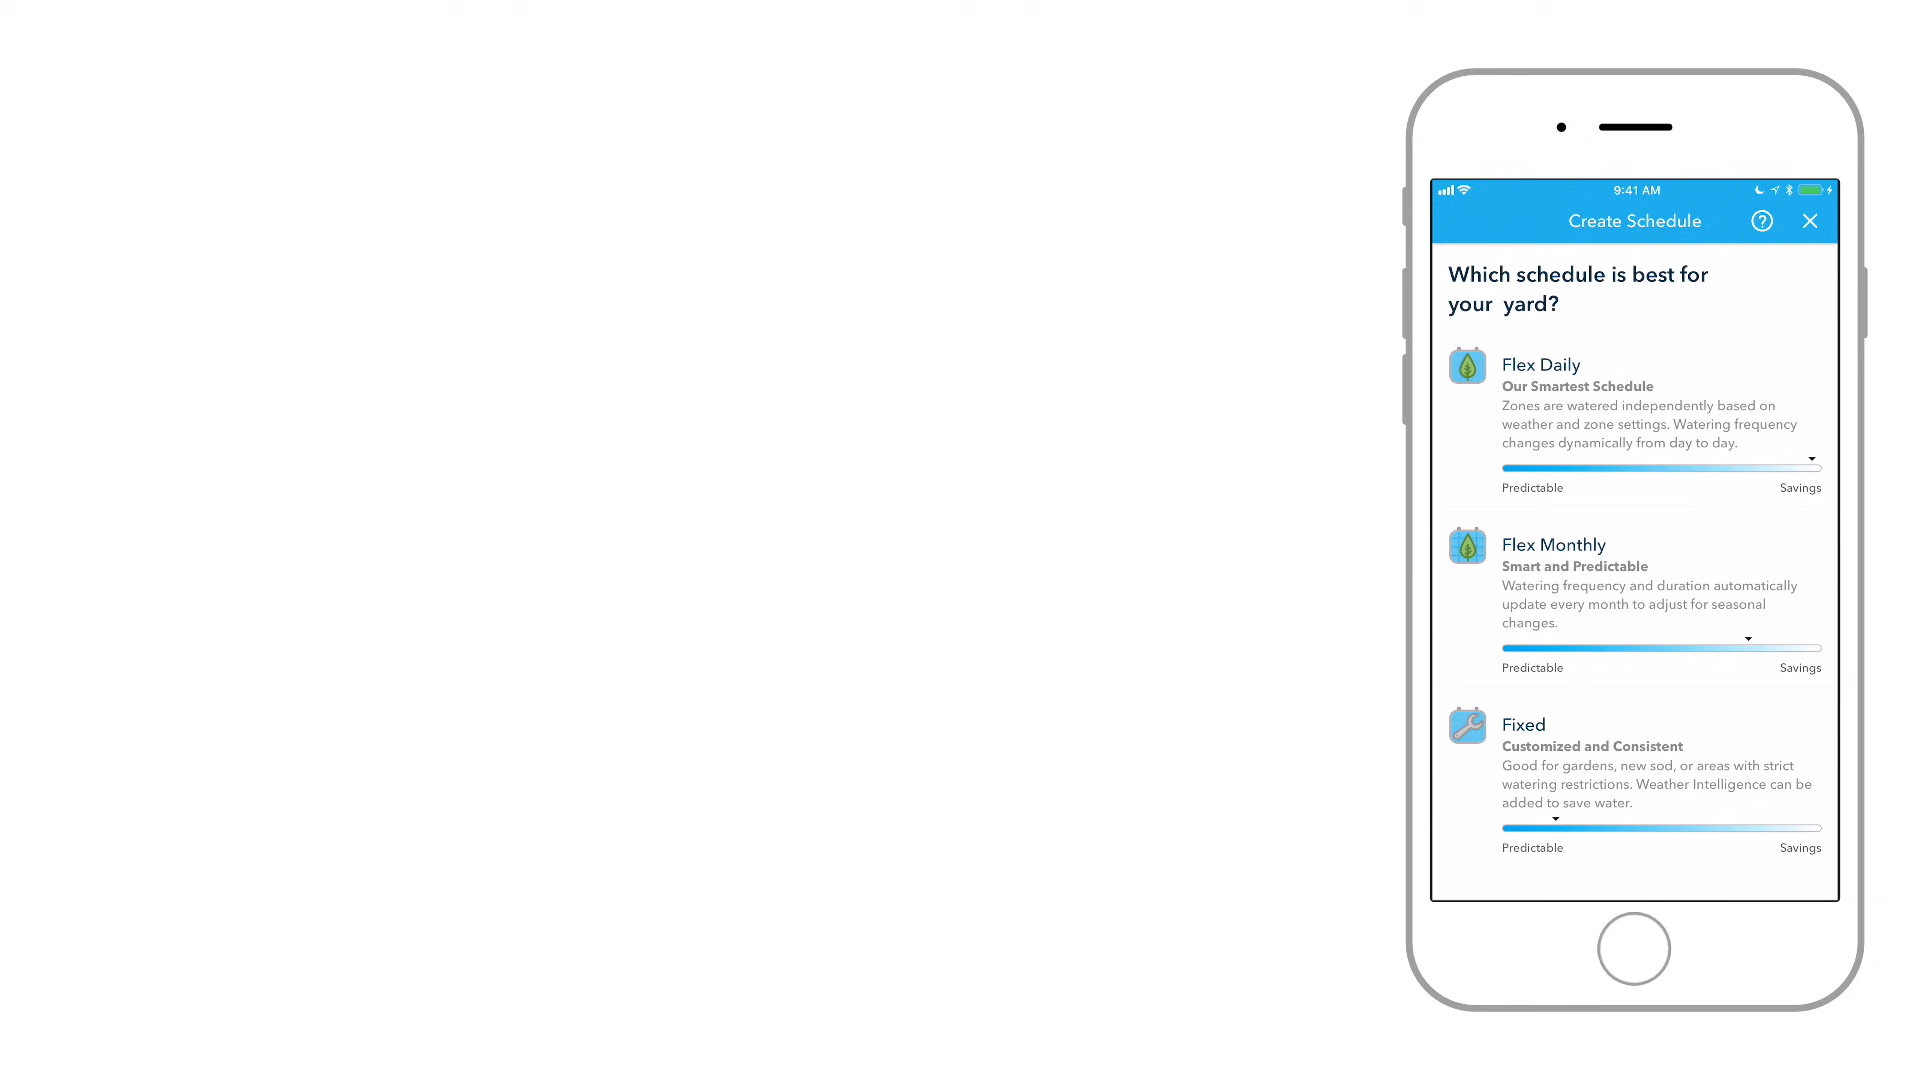 9:41 AM
Create Schedule
Which schedule is best for
your yard?
Flex Daily
Our Smartest Schedule
Zones are watered independently based on
weather and zone settings. Watering frequency
changes dynamically from day to day.
Predictable Savings
Flex Monthly
Smart and Predictable
Watering frequency and duration automatically
update every month to adjust for seasonal
changes.
Predictable Savings
Fixed
Customized and Consistent
Good for gardens, new sod, or areas with strict
watering restrictions. Weather Intelligence can be
added to save water.
Predictable Savings